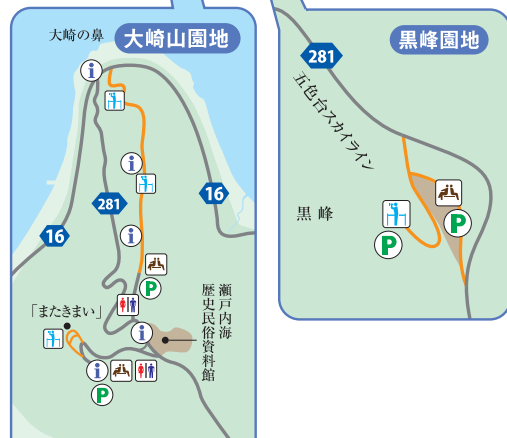 大崎の鼻
大崎山園地
i
i
16
281
16
i
P
「またきまい」
瀬戸内海
歴史民俗資料館
i
i
P
黒峰園地
281
五色台スカイライン
黒峰
P
P